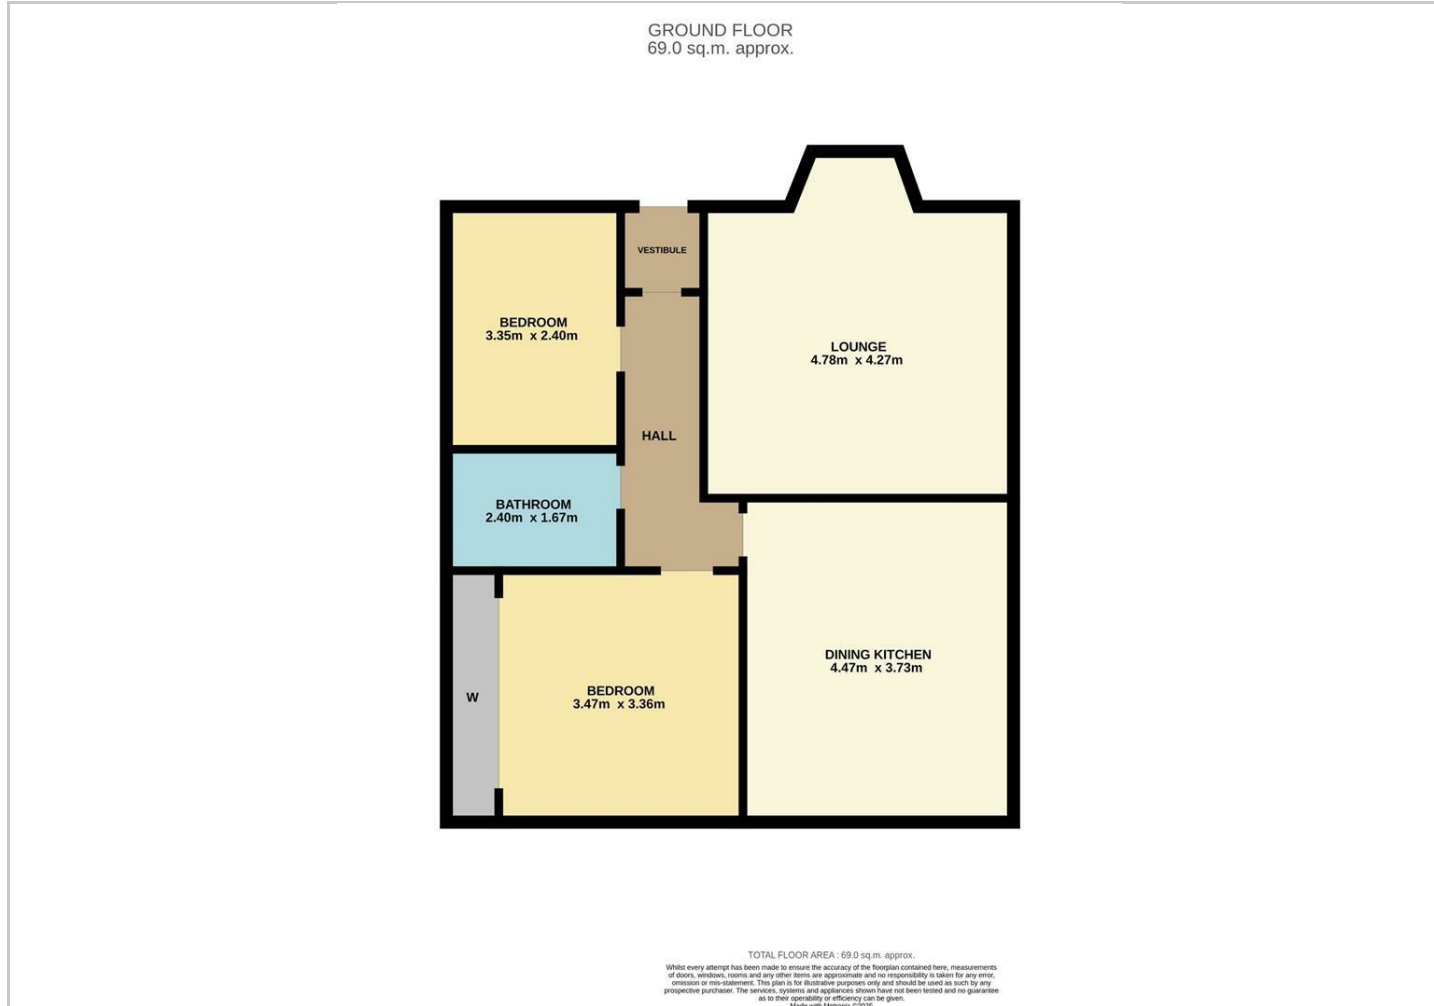 GROUND FLOOR
69.0 sq.m. approx.
VESTIBULE
BEDROOM
3.35m x 2.40m
LOUNGE
4.78m x 4.27m
HALL
BATHROOM
2.40m x 1.67m
DINING KITCHEN
4.47m x 3.73m
W
BEDROOM
3.47m x 3.36m
TOTAL FLOOR AREA : 69.0 sq.m. approx.
Whilst every attempt has been made to ensure the accuracy of the floorplan contained here, measurements
of doors, windows, rooms and any other items are approximate and no responsibility is taken for any error,
omission or mis-statement. This plan is for illustrative purposes only and should be used as such by any
prospective purchaser. The services, systems and appliances shown have not been tested and no guarantee
as to their operability or efficiency can be given.
Made with Metropix ©2025